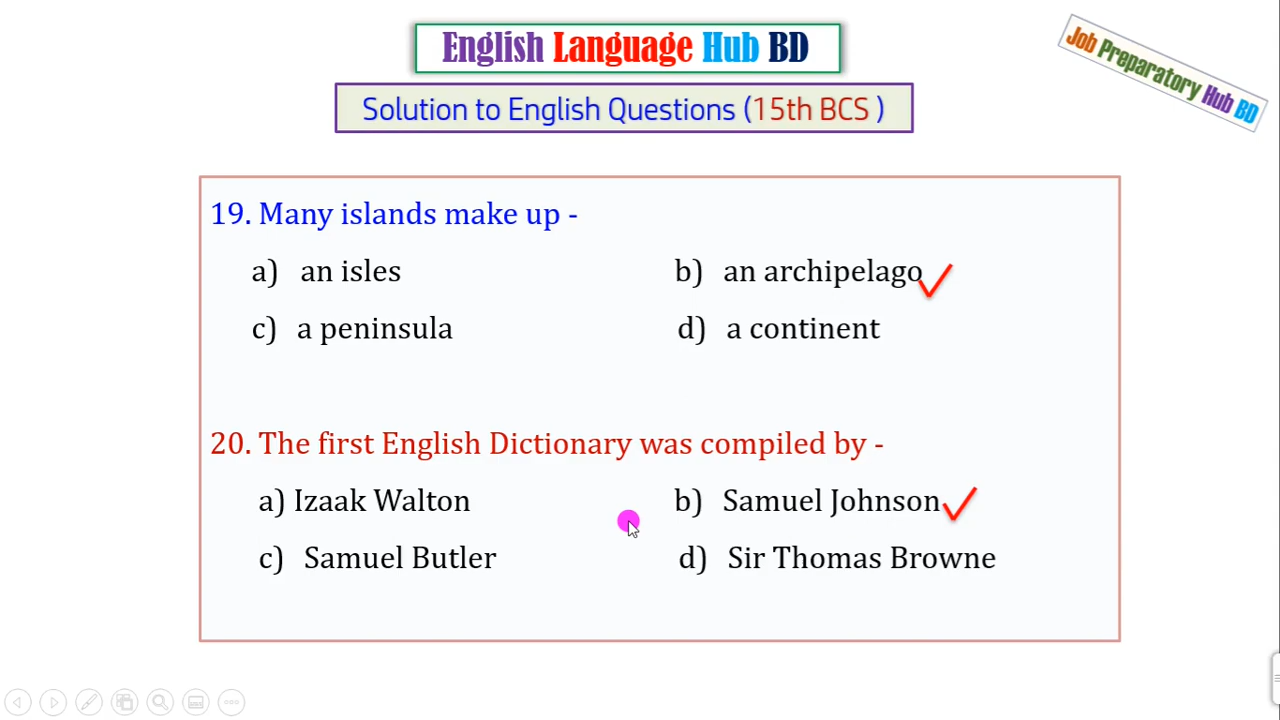 English Language Hub BD
Job Preparatory Hub BD
Solution to English Questions (15th BCS )
19. Many islands make up -
a) an isles b) an archipelago
c) a peninsula d) a continent
20. The first English Dictionary was compiled by -
a) Izaak Walton b) Samuel Johnson
c) Samuel Butler d) Sir Thomas Browne